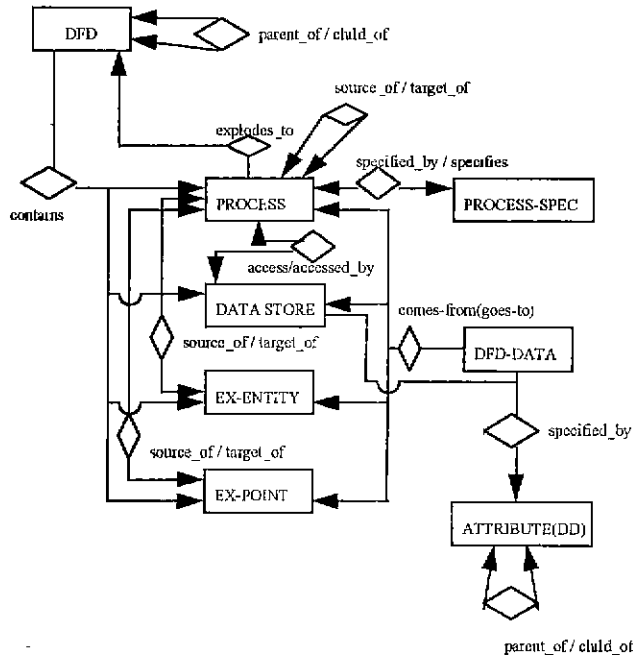 DFD
parent_of / child_of
source_of / target_of
explodes_to
specified_by / specifies
contains
PROCESS
PROCESS-SPEC
access/accessed_by
DATA STORE
comes-from(goes-to)
source_of / target_of
DFD-DATA
EX-ENTITY
specified_by
source_of / target_of
EX-POINT
ATTRIBUTE(DD)
parent_of / child_of